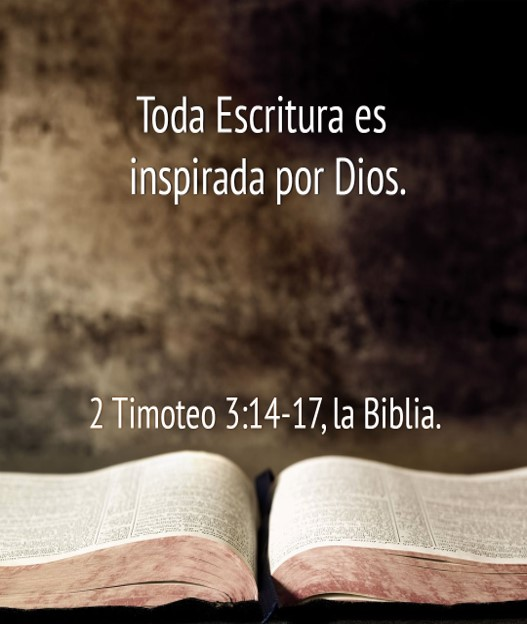 Toda Escritura es
inspirada por Dios.
2 Timoteo 3:14-17, la Biblia.